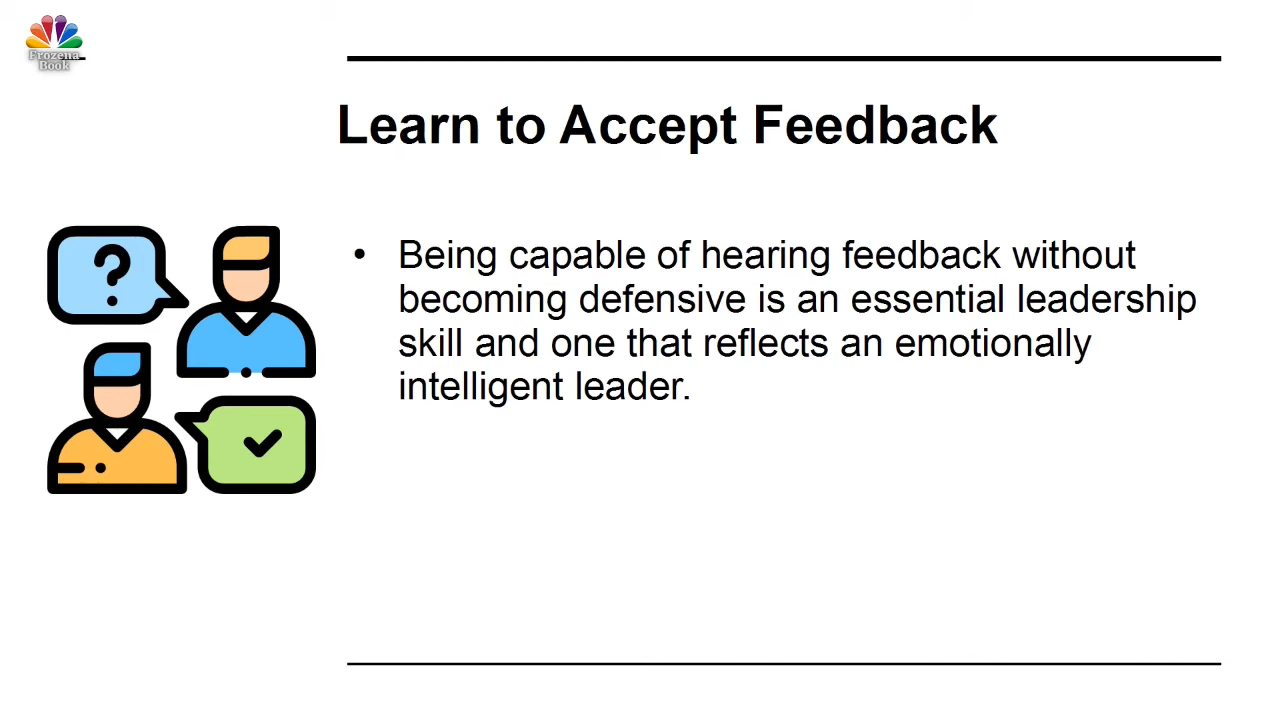 Frozena
Book
Learn to Accept Feedback
• Being capable of hearing feedback without
becoming defensive is an essential leadership
skill and one that reflects an emotionally
intelligent leader.
?